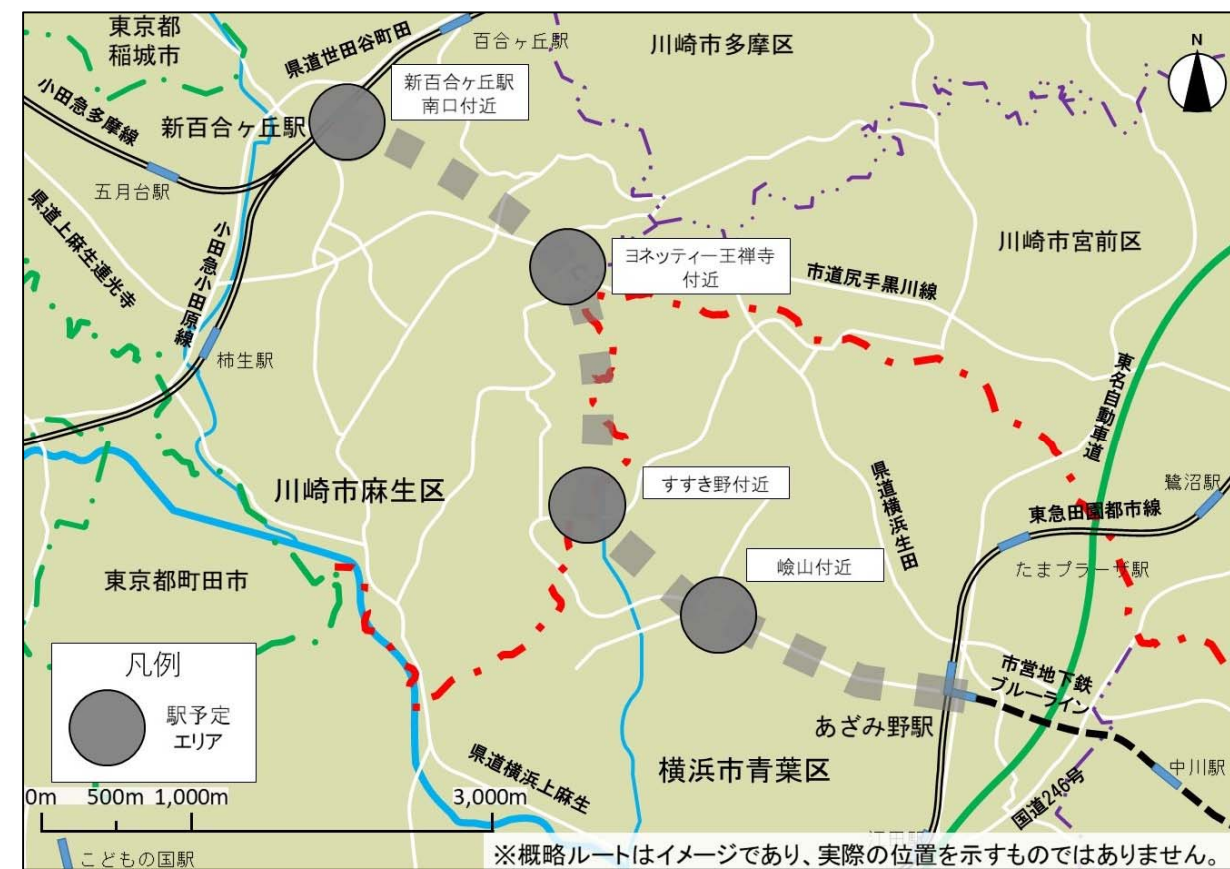 東京都
稲城市
県道世田谷町田
百合ヶ丘駅
川崎市多摩区
N
小田急多摩線
新百合ヶ丘駅
新百合ケ丘駅
南口付近
五月台駅
県道上麻生連光寺
小田急小田原線
ヨネッティー王禅寺
付近
川崎市宮前区
市道尻手黒川線
柿生駅
東名自動車道
川崎市麻生区
すすき野付近
県道横浜生田
鷺沼駅
東急田園都市線
たまプラーザ駅
東京都町田市
嶮山付近
凡例
駅予定
エリア
市営地下鉄
ブルーライン
あざみ野駅
横浜市青葉区
県道横浜上麻生
中川駅
国道246号
0m 500m 1,000m 3,000m
江田駅
こどもの国駅
※概略ルートはイメージであり、実際の位置を示すものではありません。